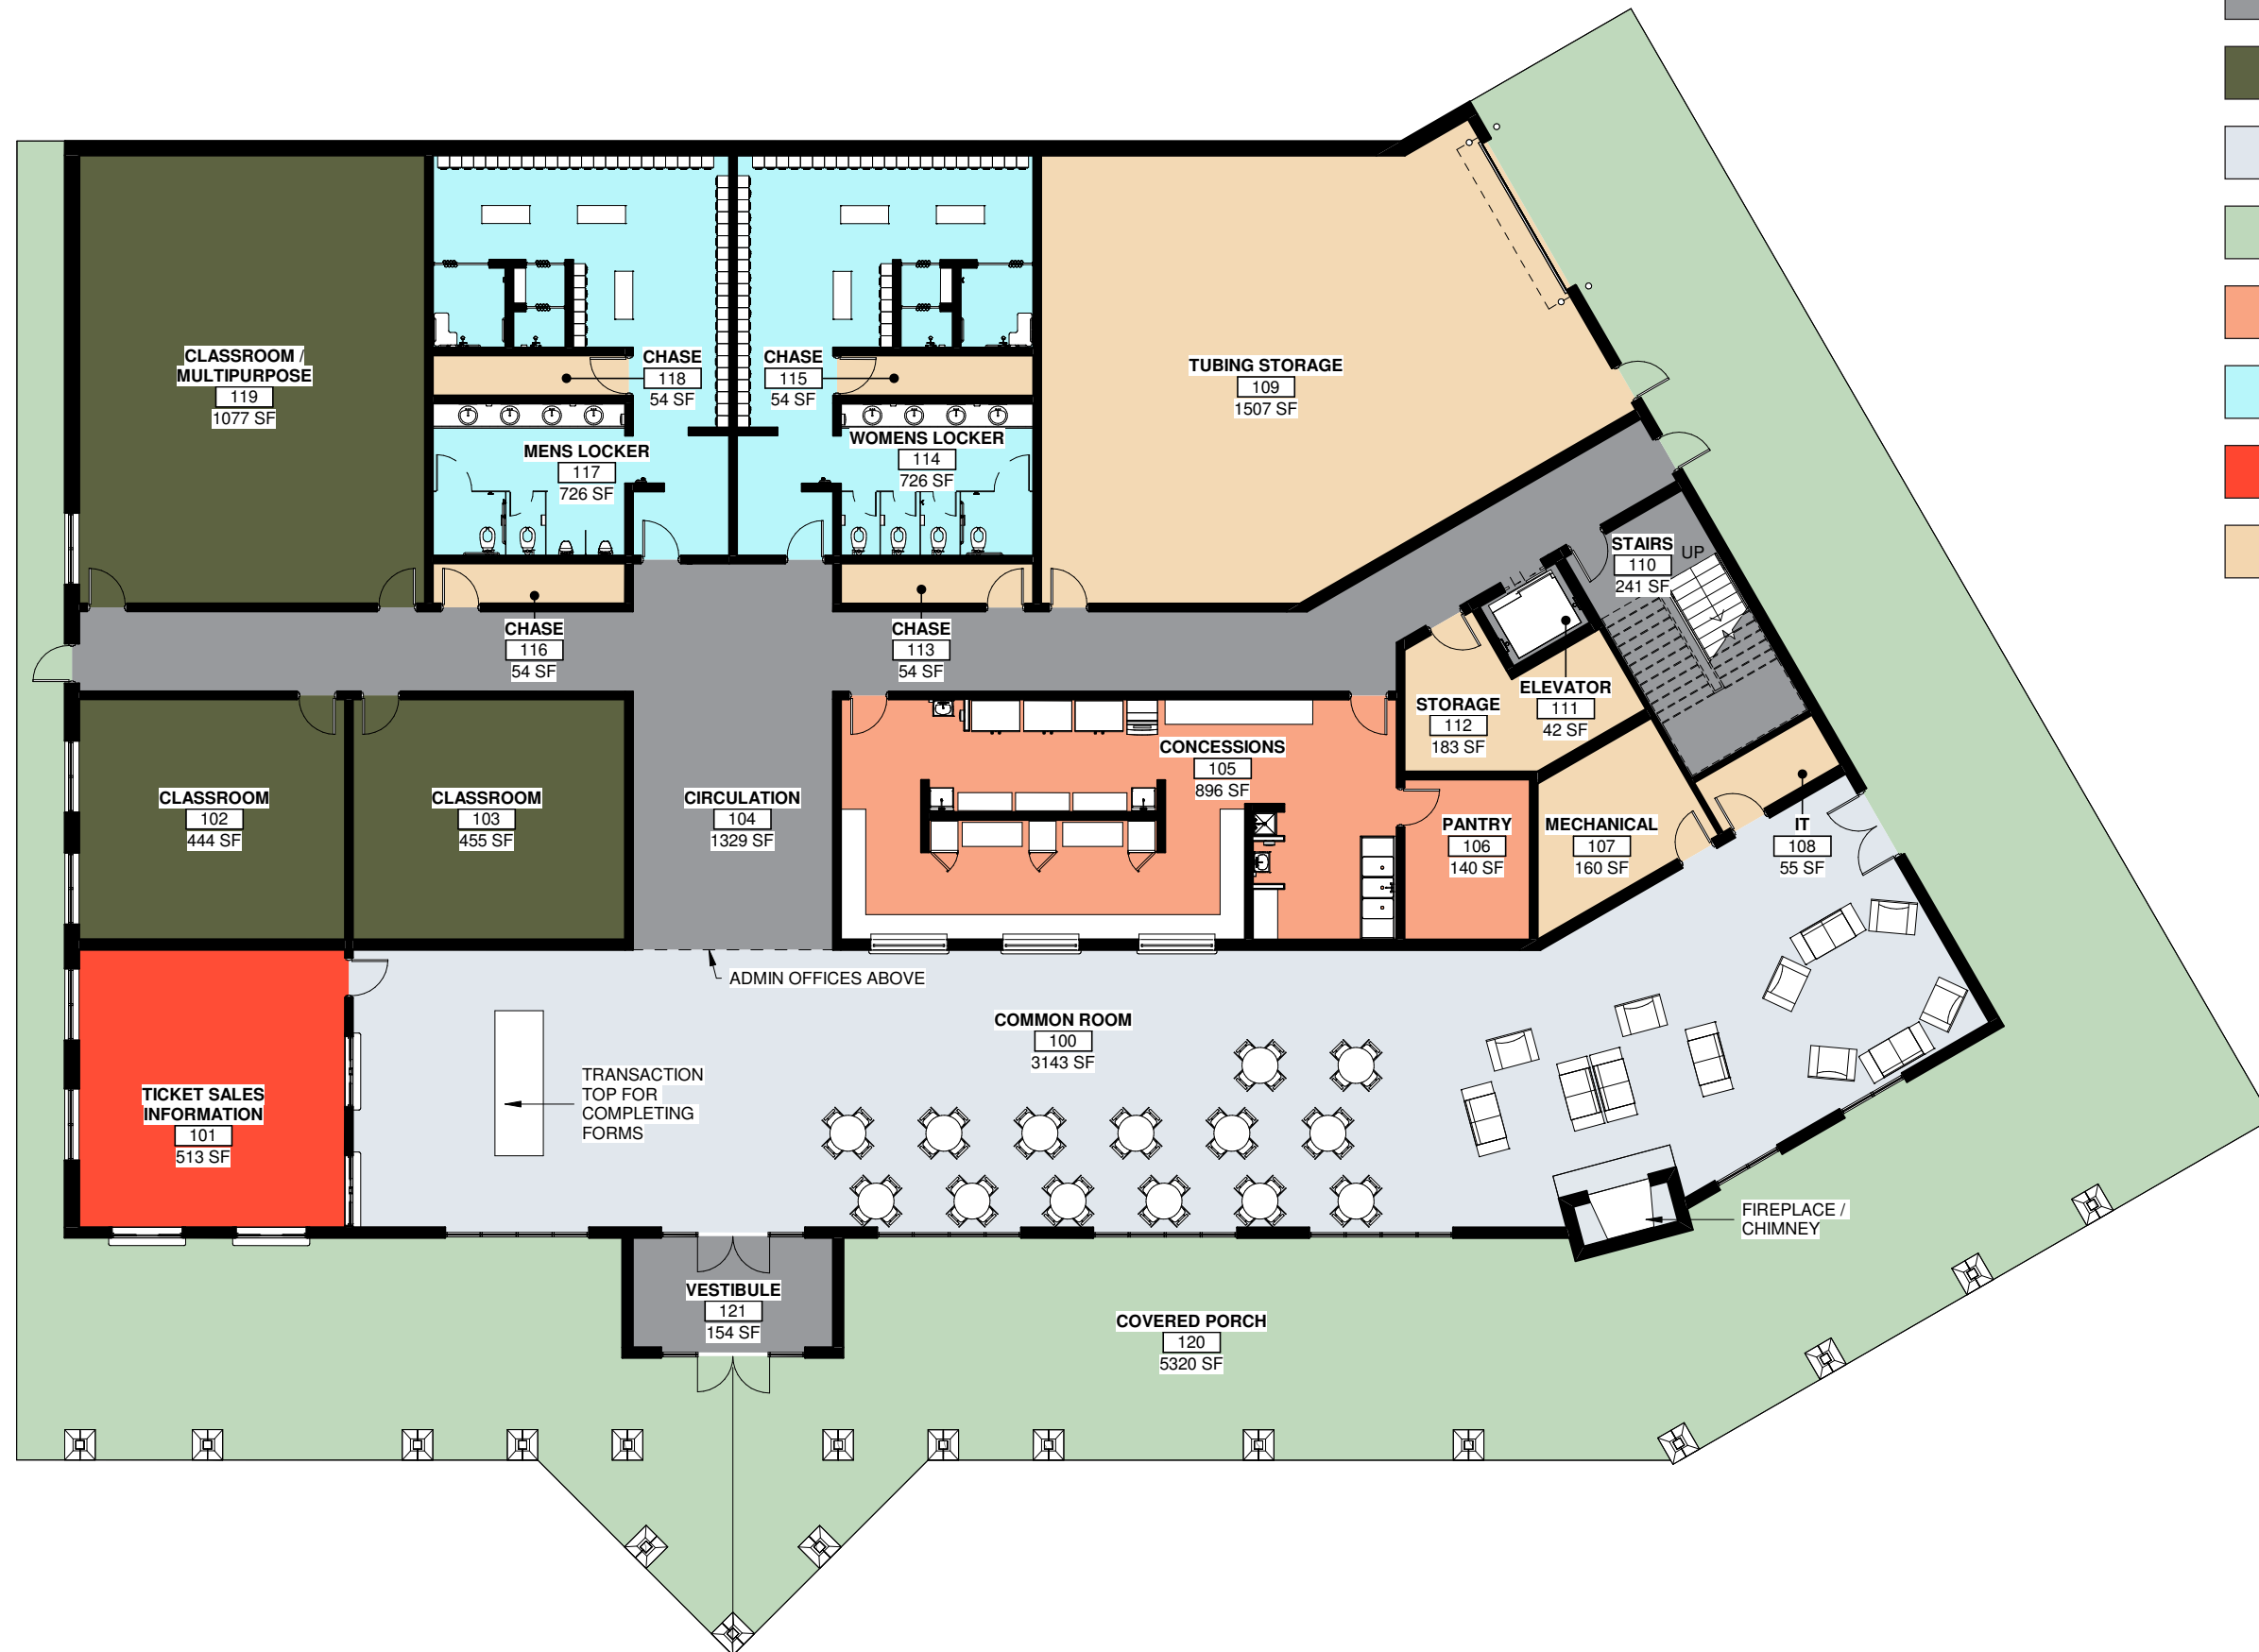 CLASSROOM /
MULTIPURPOSE
119
1077 SF
CHASE
118
54 SF
CHASE
115
54 SF
TUBING STORAGE
109
1507 SF
MENS LOCKER
117
726 SF
WOMENS LOCKER
114
726 SF
STAIRS
110
241 SF
UP
CHASE
116
54 SF
CHASE
113
54 SF
ELEVATOR
111
42 SF
STORAGE
112
183 SF
CLASSROOM
102
444 SF
CLASSROOM
103
455 SF
CIRCULATION
104
1329 SF
CONCESSIONS
105
896 SF
PANTRY
106
140 SF
MECHANICAL
107
160 SF
IT
108
55 SF
ADMIN OFFICES ABOVE
COMMON ROOM
100
3143 SF
TRANSACTION
TOP FOR
COMPLETING
FORMS
TICKET SALES
INFORMATION
101
513 SF
FIREPLACE /
CHIMNEY
VESTIBULE
121
154 SF
COVERED PORCH
120
5320 SF